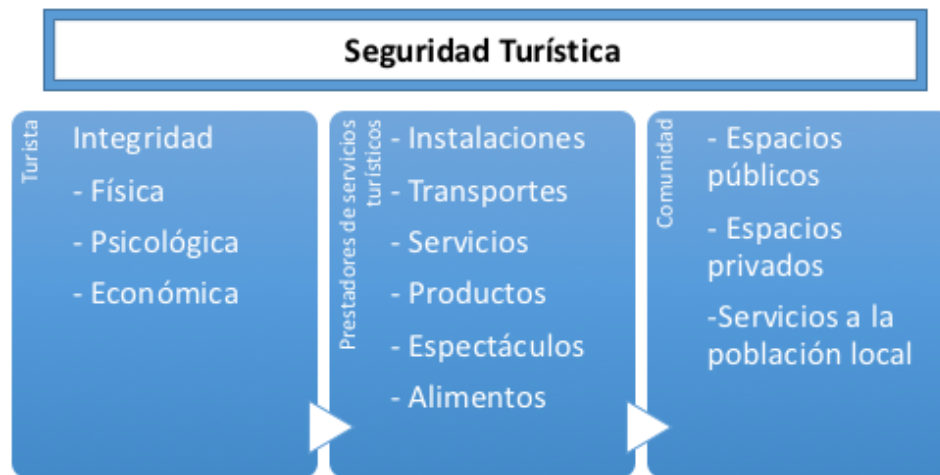 Seguridad Turística
Turista
Integridad
- Física
- Psicológica
- Económica
Prestadores de servicios
turísticos
- Instalaciones
- Transportes
- Servicios
- Productos
- Espectáculos
- Alimentos
Comunidad
- Espacios
públicos
- Espacios
privados
-Servicios a la
población local